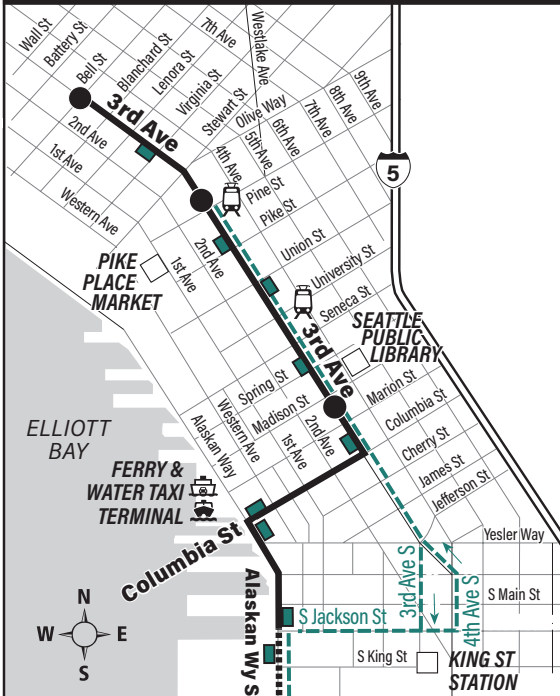 Wall St
Battery St
Bell St
Blanchard St
Lenora St
Virginia St
Stewart St
Olive Way
7th Ave
Westlake Ave
9th Ave
8th Ave
7th Ave
6th Ave
5th Ave
4th Ave
3rd Ave
2nd Ave
1st Ave
Western Ave
5
Pine St
Pike St
Union St
University St
Seneca St
2nd Ave
1st Ave
PIKE
PLACE
MARKET
3rd Ave
SEATTLE
PUBLIC
LIBRARY
Spring St
Madison St
Marion St
Columbia St
Cherry St
James St
Jefferson St
Yesler Way
2nd Ave
1st Ave
Western Ave
Alaskan Way
ELLIOTT
BAY
FERRY &
WATER TAXI
TERMINAL
Columbia St
Alaskan Wy S
3rd Ave S
4th Ave S
S Main St
S Jackson St
S King St
KING ST
STATION
N
W
E
S